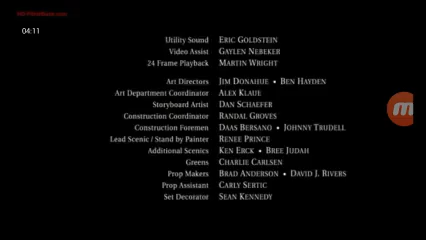 04:11
Utility Sound ERIC GOLDSTEIN
Video Assist GAYLEN NEBEKER
24 Frame Playback MARTIN WRIGHT
Art Directors JIM DONAHUE • BEN HAYDEN
Art Department Coordinator ALEX KLAUE
Storyboard Artist DAN SCHAEFER
Construction Coordinator RANDAL GROVES
Construction Foremen DAAS BERSANO • JOHNNY TRUDELL
Lead Scenic / Stand by Painter RENEE PRINCE
Additional Scenics KEN ERCK • BREE JUDAH
Greens CHARLIE CARLSEN
Prop Makers BRAD ANDERSON • DAVID J. RIVERS
Prop Assistant CARLY SERTIC
Set Decorator SEAN KENNEDY